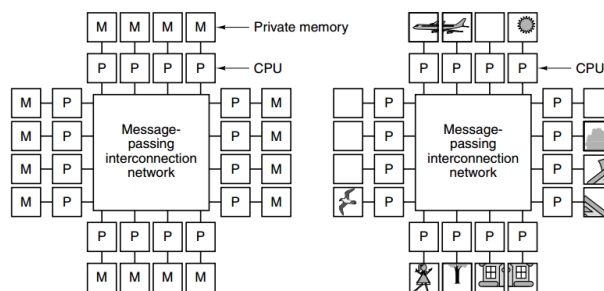 M M M M Private memory
P P P P CPU
M P P M
M P P M
M P P M
M P P M
Message-
passing
interconnection
network
P P P P
M M M M
P P P P CPU
P P
P P
P P
P P
Message-
passing
interconnection
network
P P P P